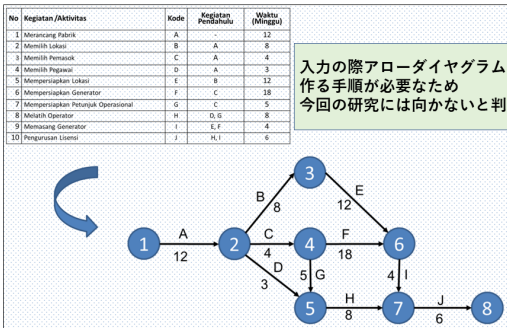 No Kegiatan /Aktivitas Kode Kegiatan Pendahulu Waktu (Minggu)
1 Merancang Pabrik A - 12
2 Memilih Lokasi B A 8
3 Memilih Pemasok C A 4
4 Memilih Pegawai D A 3
5 Mempersiapkan Lokasi E B 12
6 Mempersiapkan Generator F C 18
7 Mempersiapkan Petunjuk Operasional G C 5
8 Melatih Operator H D, G 8
9 Memasang Generator I E, F 4
10 Pengurusan Lisensi J H, I 6
入力の際アローダイヤグラム
作る手順が必要なため
今回の研究には向かないと判
3
B
8
E
12
1
A
12
2
C
4
4
F
18
6
D
3
5
G
4
I
5
H
8
7
J
6
8